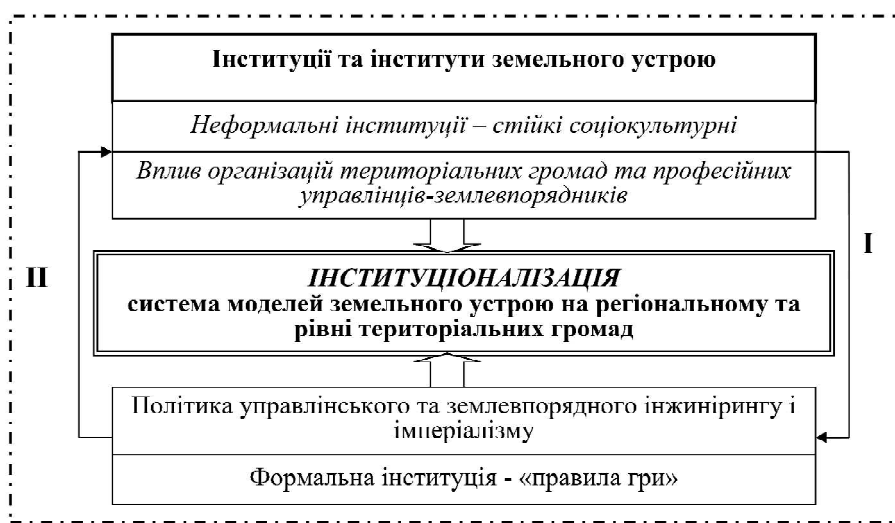 Інституції та інститути земельного устрою
Неформальні інституції – стійкі соціокультурні
Вплив організацій територіальних громад та професійних
управлінців-землевпорядників
I
II
ІНСТИТУЦІОНАЛІЗАЦІЯ
система моделей земельного устрою на регіональному та
рівні територіальних громад
Політика управлінського та землевпорядного інжинірингу і
імперіалізму
Формальна інституція - «правила гри»